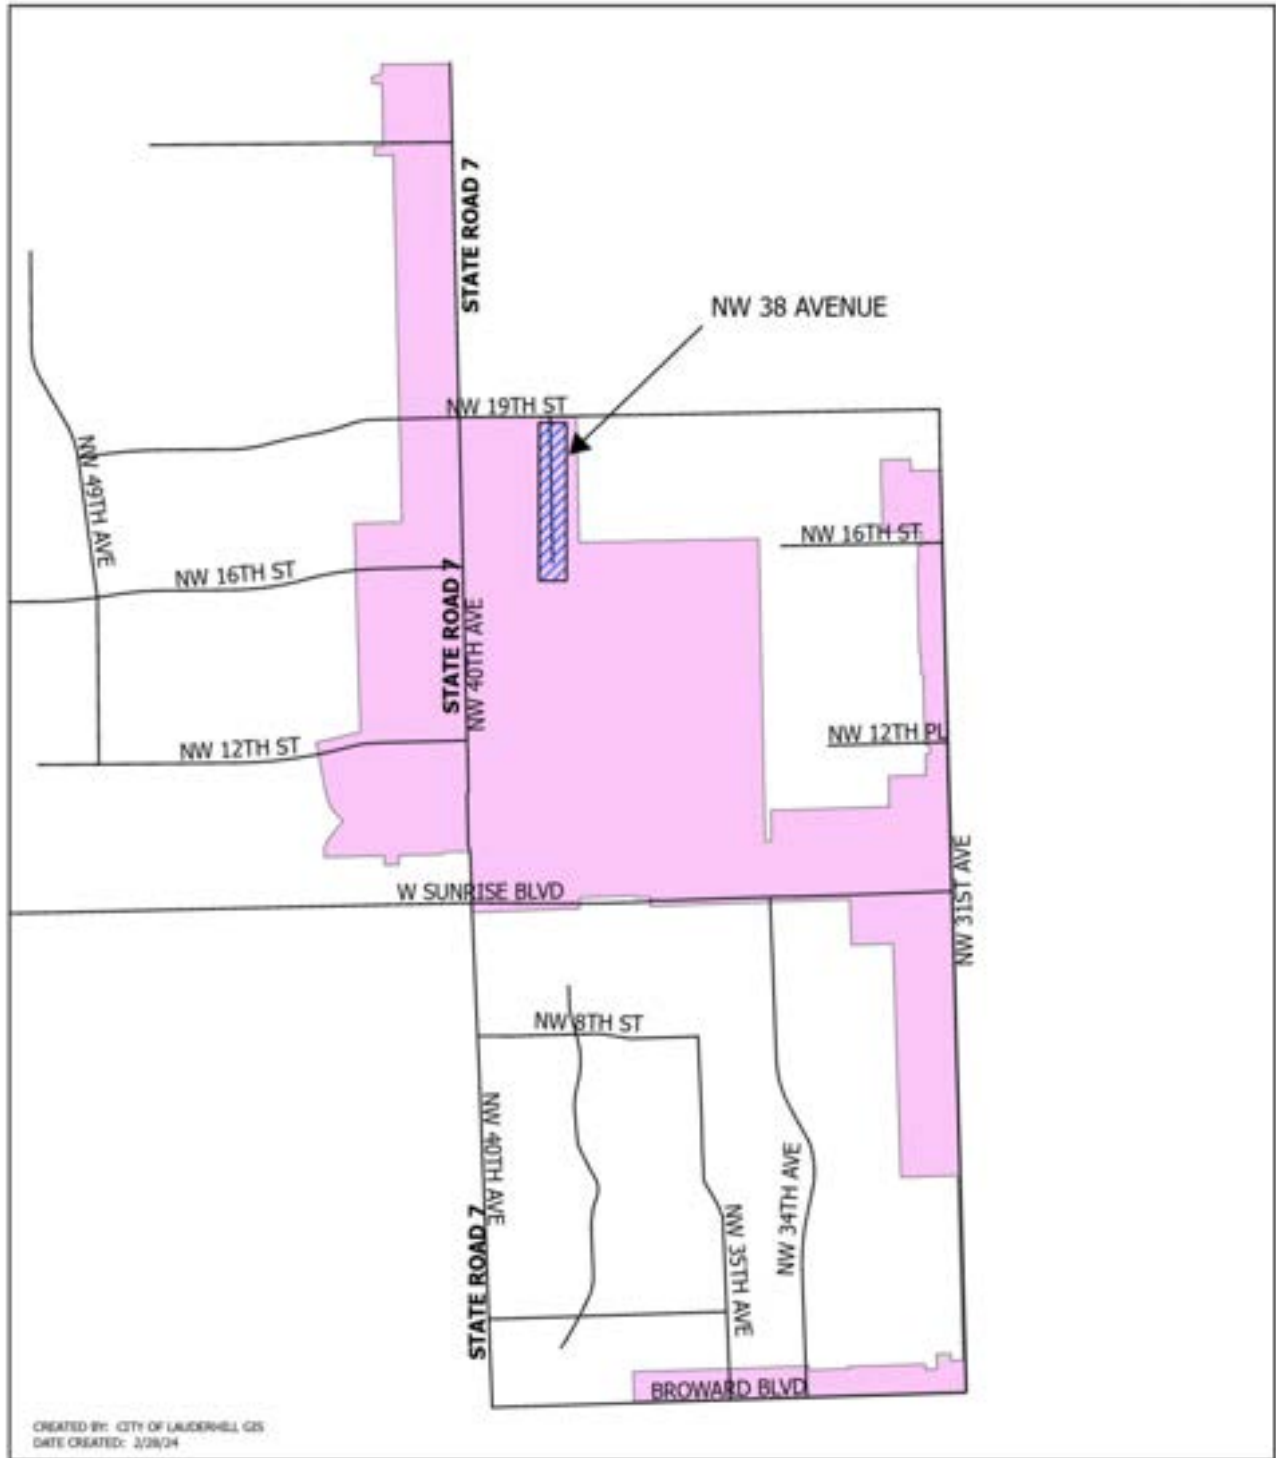 STATE ROAD 7
NW 38 AVENUE
NW 19TH ST
NW 49TH AVE
NW 16TH ST
NW 16TH ST
STATE ROAD 7
NW 40TH AVE
NW 12TH ST
NW 12TH PL
W SUNRISE BLVD
NW 31ST AVE
NW 8TH ST
NW 40TH AVE
NW 34TH AVE
STATE ROAD 7
NW 35TH AVE
BROWARD BLVD
CREATED BY: CITY OF LAUDERHILL GIS
DATE CREATED: 2/28/24